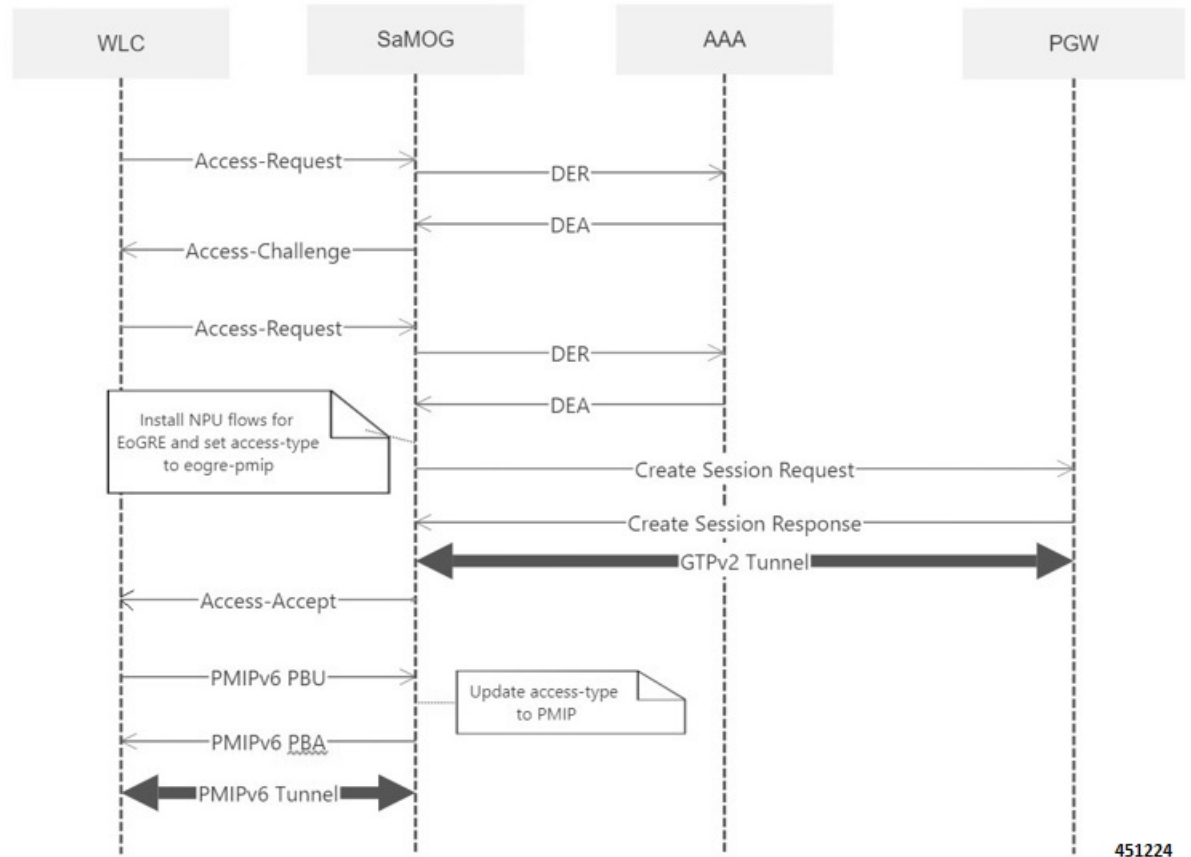 WLC
SaMOG
AAA
PGW
Access-Request
DER
DEA
Access-Challenge
Access-Request
DER
DEA
Install NPU flows for
EoGRE and set access-type
to eogre-pmip
Create Session Request
Create Session Response
GTPv2 Tunnel
Access-Accept
PMIPv6 PBU
Update access-type
to PMIP
PMIPv6 PBA
PMIPv6 Tunnel
451224